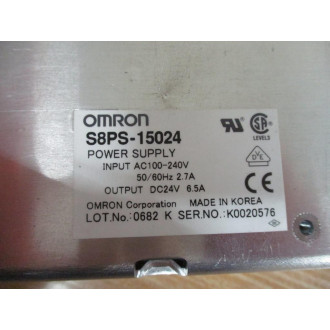 OMRON
S8PS-15024
POWER SUPPLY
INPUT AC100-240V
50/60Hz 2.7A
OUTPUT DC24V 6.5A
OMRON Corporation MADE IN KOREA
LOT.No.:0682 K SER.NO.:K0020576
LEVELS